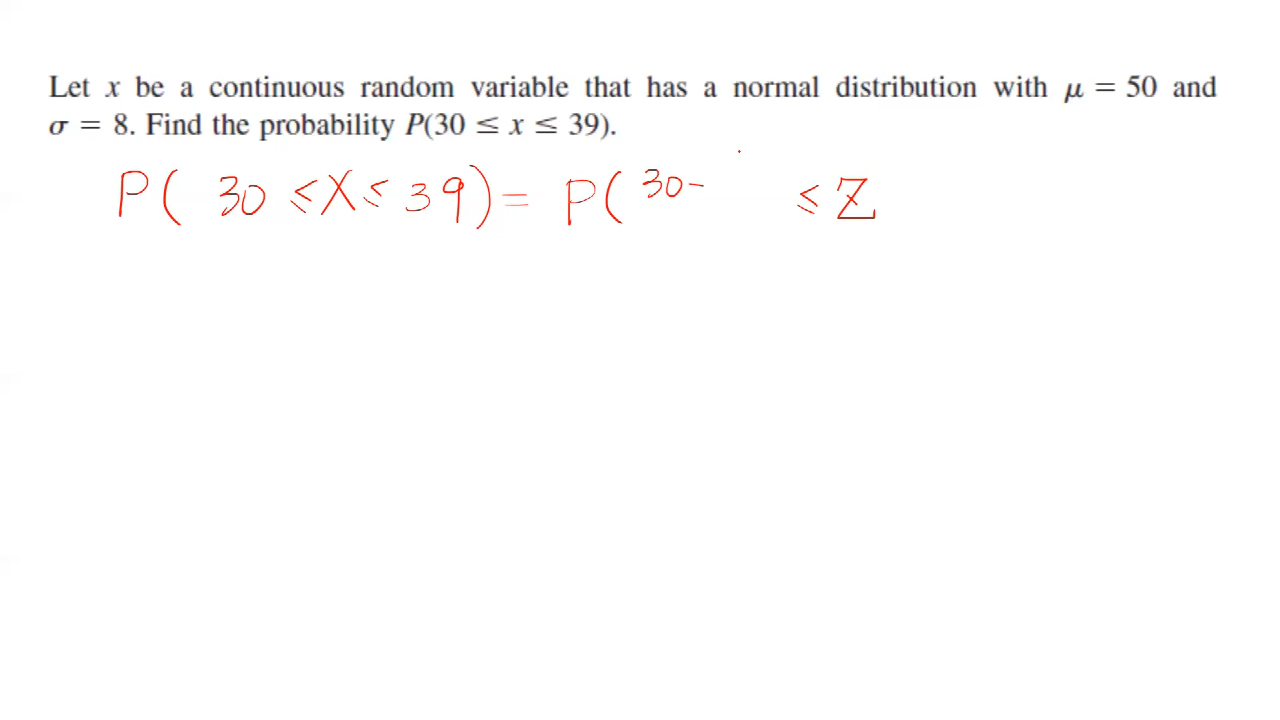 Let x be a continuous random variable that has a normal distribution with μ = 50 and
σ = 8. Find the probability P(30 ≤ x ≤ 39).
P( 30 ≤ X ≤ 39) = P( 30- ≤ Z